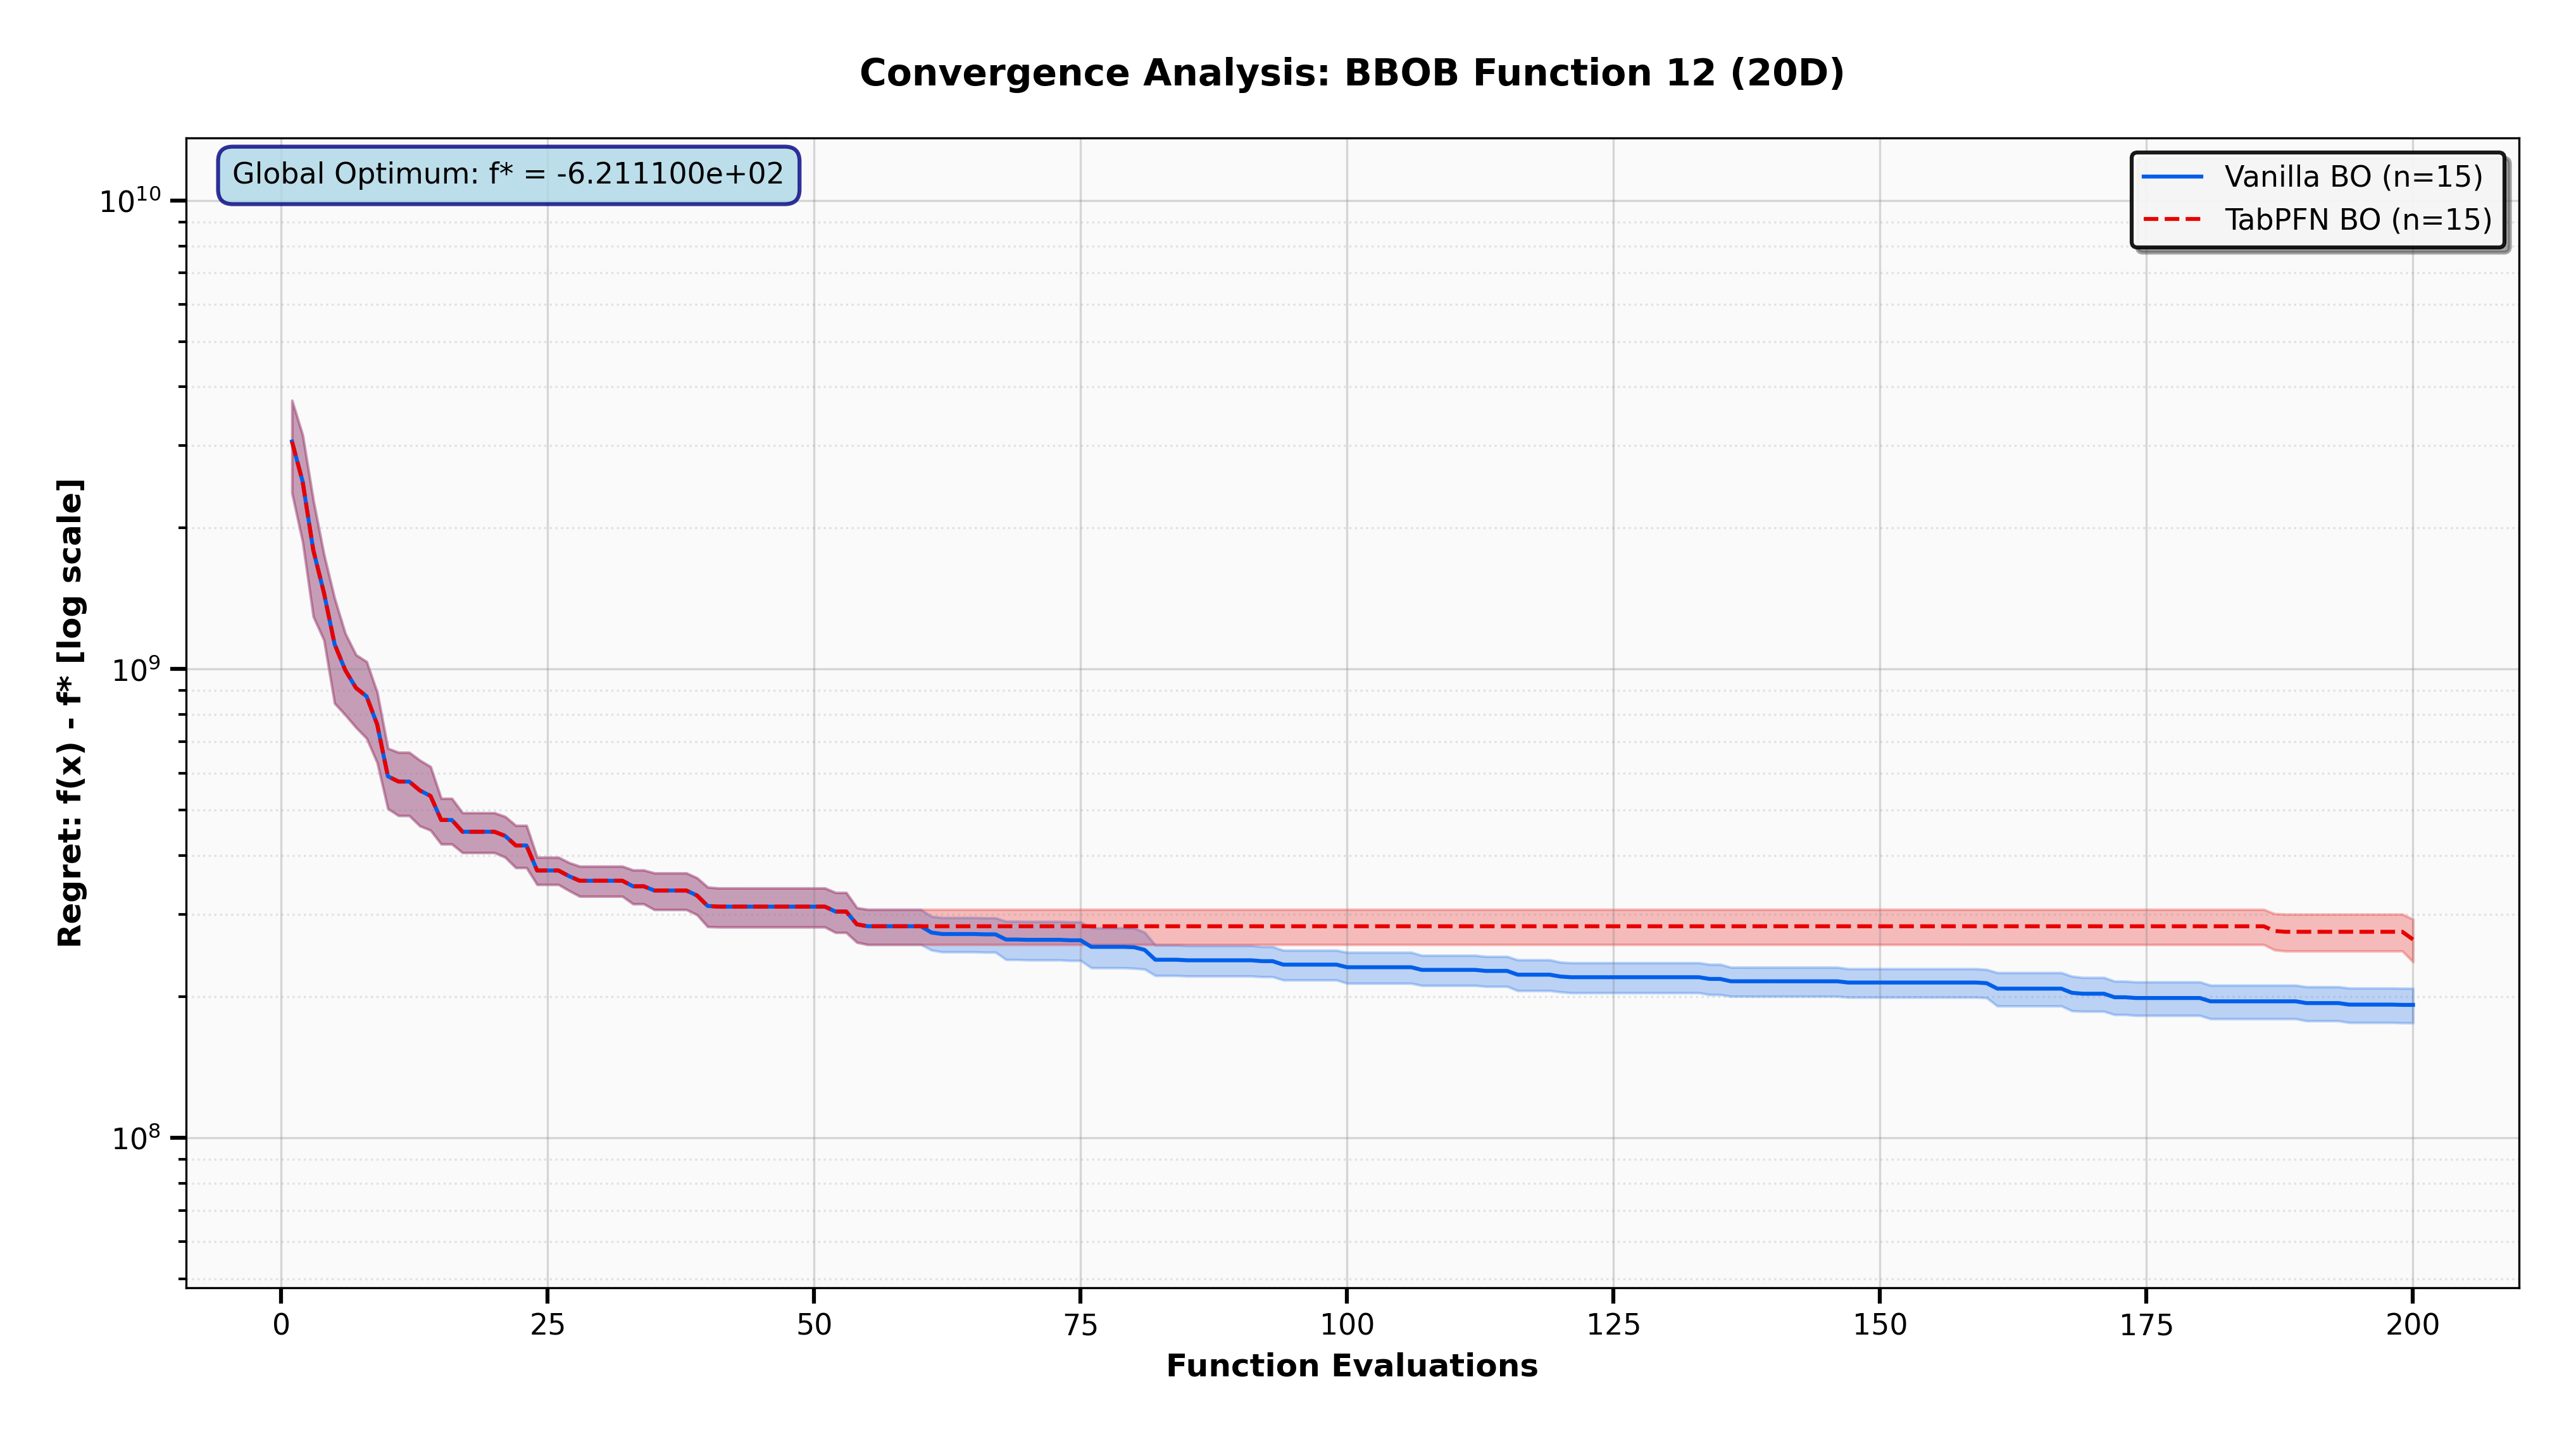 Convergence Analysis: BBOB Function 12 (20D)
Global Optimum: f* = -6.211100e+02
Vanilla BO (n=15)
TabPFN BO (n=15)
Regret: f(x) - f* [log scale]
10¹⁰
10⁹
10⁸
0 25 50 75 100 125 150 175 200
Function Evaluations